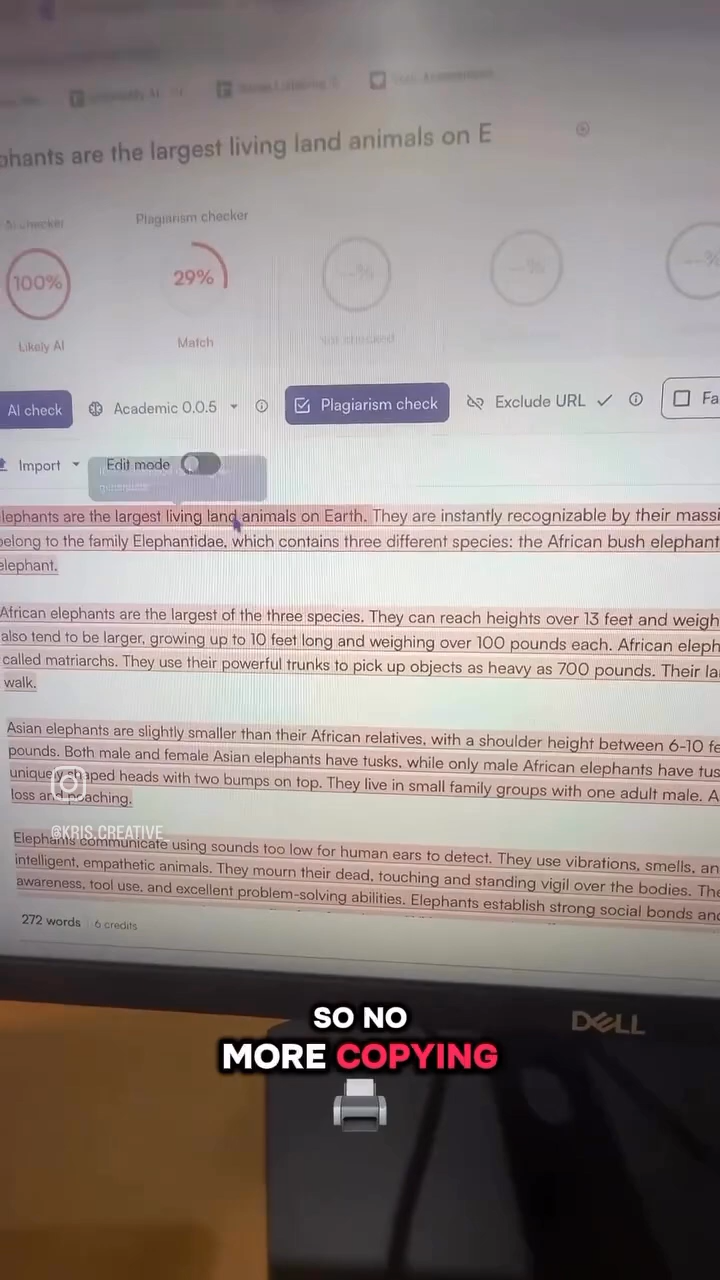 phants are the largest living land animals on E
AI checker
Plagiarism checker
100%
29%
--%
--%
--%
Likely AI
Match
Not checked
AI check
Academic 0.0.5
Plagiarism check
Exclude URL
Fa
Import
Edit mode
lephants are the largest living land animals on Earth. They are instantly recognizable by their massi
belong to the family Elephantidae, which contains three different species: the African bush elephant
elephant.
African elephants are the largest of the three species. They can reach heights over 13 feet and weigh
also tend to be larger, growing up to 10 feet long and weighing over 100 pounds each. African eleph
called matriarchs. They use their powerful trunks to pick up objects as heavy as 700 pounds. Their la
walk.
Asian elephants are slightly smaller than their African relatives, with a shoulder height between 6-10 fe
pounds. Both male and female Asian elephants have tusks, while only male African elephants have tus
uniquely shaped heads with two bumps on top. They live in small family groups with one adult male. A
loss and poaching.
@KRIS.CREATIVE
Elephants communicate using sounds too low for human ears to detect. They use vibrations, smells, an
intelligent, empathetic animals. They mourn their dead, touching and standing vigil over the bodies. The
awareness, tool use, and excellent problem-solving abilities. Elephants establish strong social bonds and
272 words
6 credits
DELL
SO NO
MORE COPYING